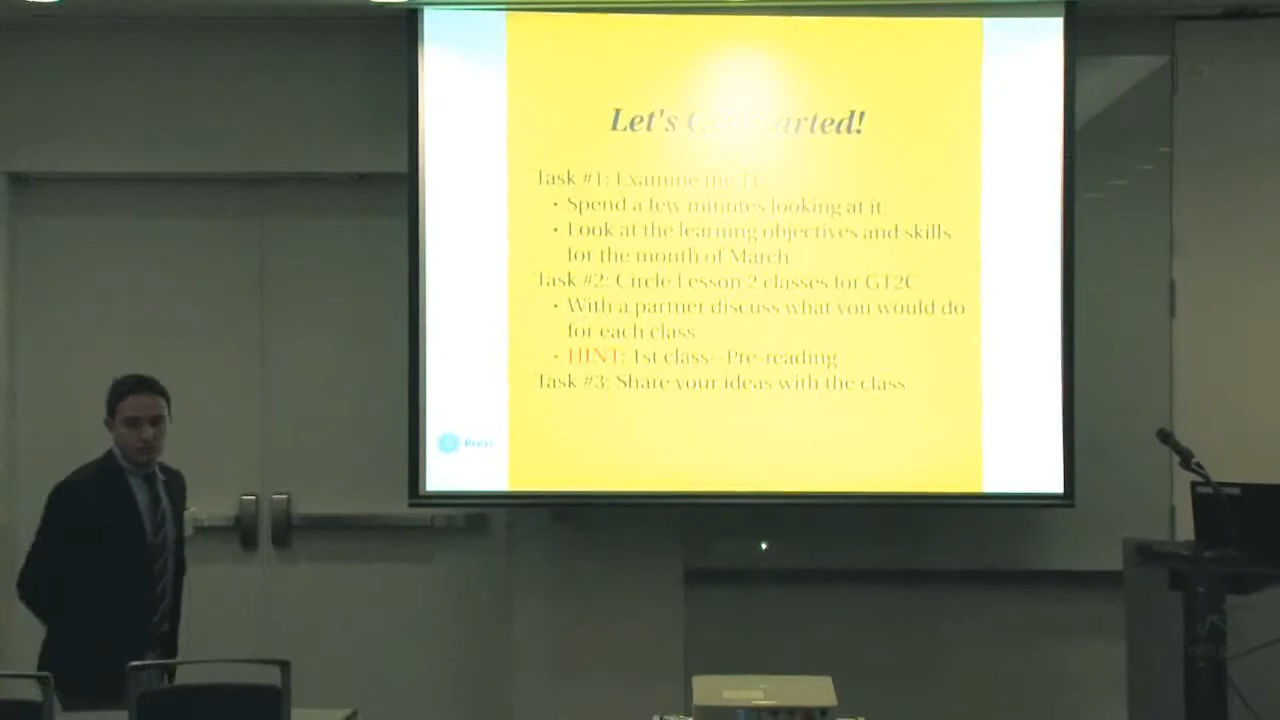 Let's G arted!
Task #1: Examine the
• Spend a few minutes looking at it.
• Look at the learning objectives and skills
for the month of March
Task #2: Circle Lesson 2 classes for GT2C
• With a partner discuss what you would do
for each class
• HINT: 1st class--Pre-reading
Task #3: Share your ideas with the class
Prezi